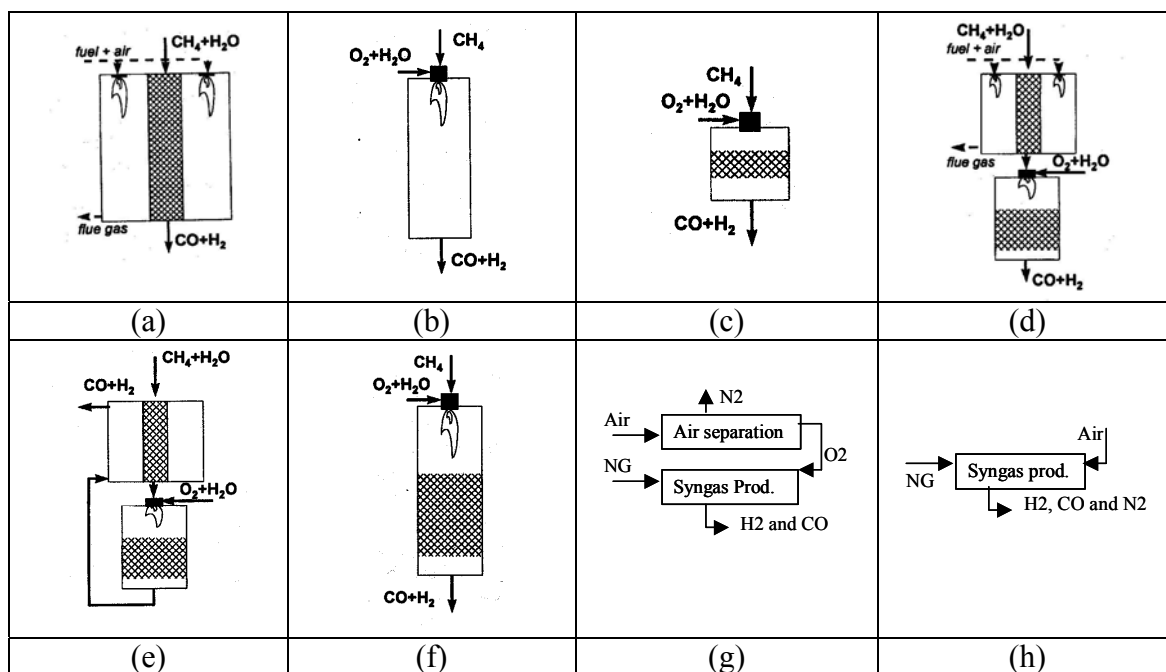 fuel + air
CH₄+H₂O
flue gas
CO+H₂
(a)
CH₄
O₂+H₂O
CO+H₂
(b)
CH₄
O₂+H₂O
CO+H₂
(c)
CH₄+H₂O
fuel + air
flue gas
O₂+H₂O
CO+H₂
(d)
CH₄+H₂O
CO+H₂
O₂+H₂O
(e)
CH₄
O₂+H₂O
CO+H₂
(f)
N2
Air
Air separation
O2
NG
Syngas Prod.
H2 and CO
(g)
Air
Syngas prod.
NG
H2, CO and N2
(h)